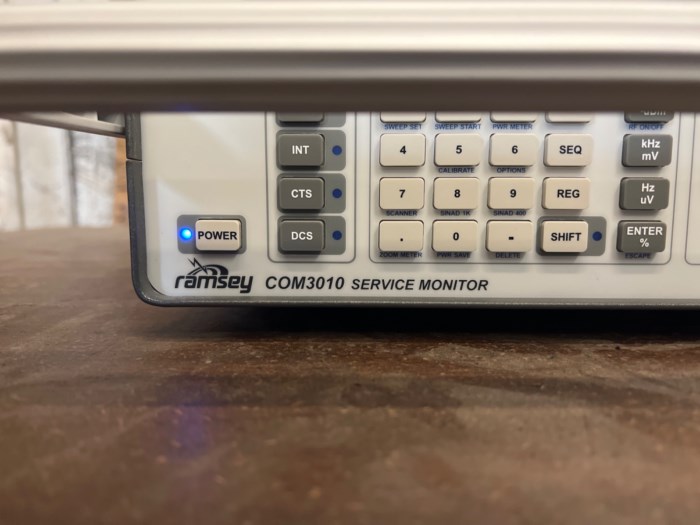 dBm
SWEEP SET SWEEP START PWR METER RF ON/OFF
INT 4 5 6 SEQ kHz
mV
CALIBRATE OPTIONS
CTS 7 8 9 REG Hz
uV
SCANNER SINAD 1K SINAD 400
POWER DCS . 0 - SHIFT ENTER
%
ZOOM METER PWR SAVE DELETE ESCAPE
ramsey COM3010 SERVICE MONITOR